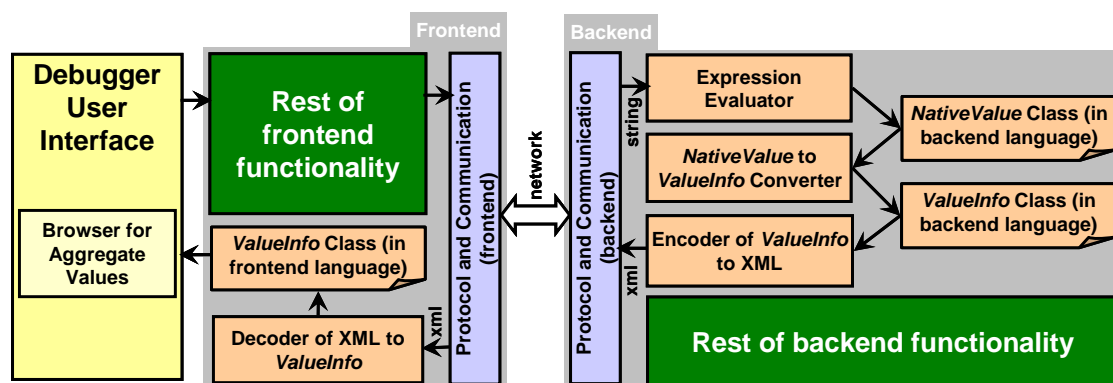 Frontend
Backend
Debugger
User
Interface
Browser for
Aggregate
Values
Rest of
frontend
functionality
ValueInfo Class (in
frontend language)
Decoder of XML to
ValueInfo
xml
Protocol and Communication
(frontend)
network
Protocol and Communication
(backend)
string
xml
Expression
Evaluator
NativeValue to
ValueInfo Converter
Encoder of ValueInfo
to XML
NativeValue Class (in
backend language)
ValueInfo Class (in
backend language)
Rest of backend functionality